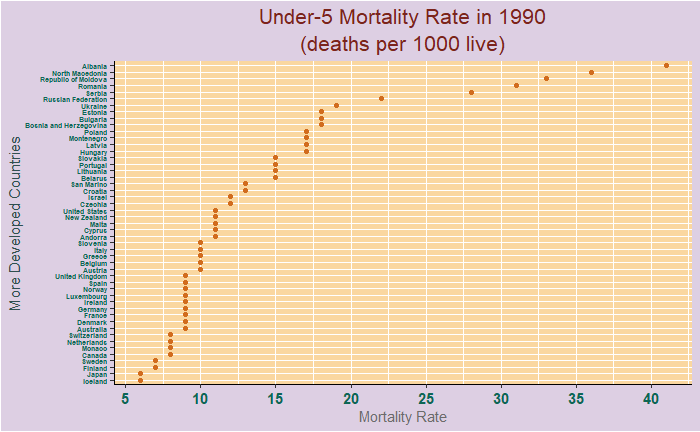 Under-5 Mortality Rate in 1990
(deaths per 1000 live)
More Developed Countries
Albania
North Macedonia
Republic of Moldova
Romania
Serbia
Russian Federation
Ukraine
Estonia
Bulgaria
Bosnia and Herzegovina
Poland
Montenegro
Latvia
Hungary
Slovakia
Portugal
Lithuania
Belarus
San Marino
Croatia
Israel
Czechia
United States
New Zealand
Malta
Cyprus
Andorra
Slovenia
Italy
Greece
Belgium
Austria
United Kingdom
Spain
Norway
Luxembourg
Ireland
Germany
France
Denmark
Australia
Switzerland
Netherlands
Monaco
Canada
Sweden
Finland
Japan
Iceland
5 10 15 20 25 30 35 40
Mortality Rate